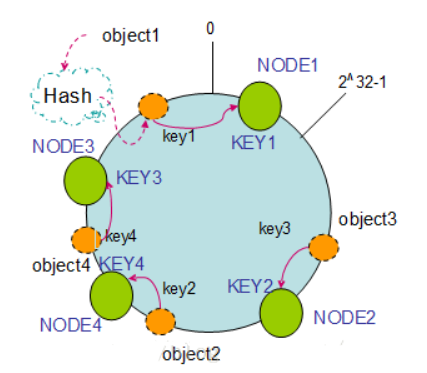 object1
0
NODE1
2^32-1
Hash
key1
KEY1
NODE3
KEY3
object3
key3
key4
object4
KEY4
key2
KEY2
NODE4
NODE2
object2